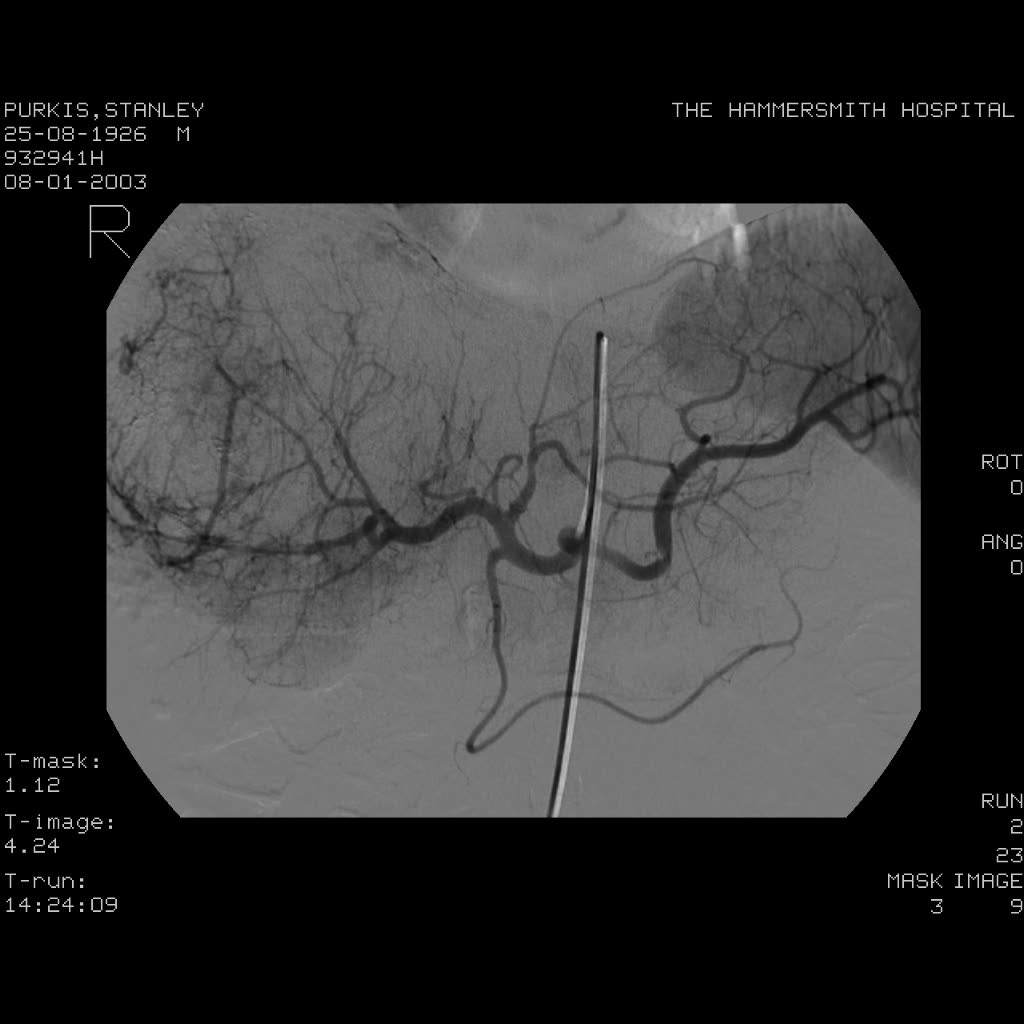 PURKIS,STANLEY
THE HAMMERSMITH HOSPITAL
25-08-1926 M
932941H
08-01-2003
R
ROT
0
ANG
0
T-mask:
1.12
T-image:
4.24
T-run:
14:24:09
RUN
2
23
MASK IMAGE
3 9